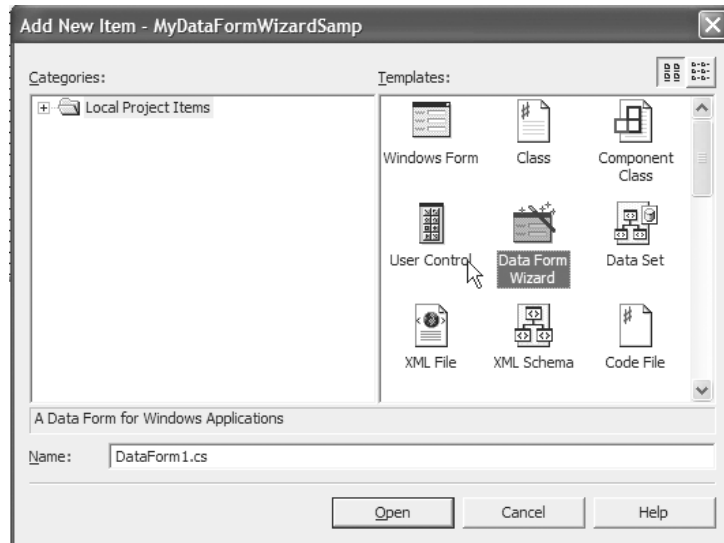 Add New Item - MyDataFormWizardSamp
Categories:
Templates:
Local Project Items
Windows Form
Class
Component
Class
User Control
Data Form
Wizard
Data Set
XML File
XML Schema
Code File
A Data Form for Windows Applications
Name:
DataForm1.cs
Open
Cancel
Help